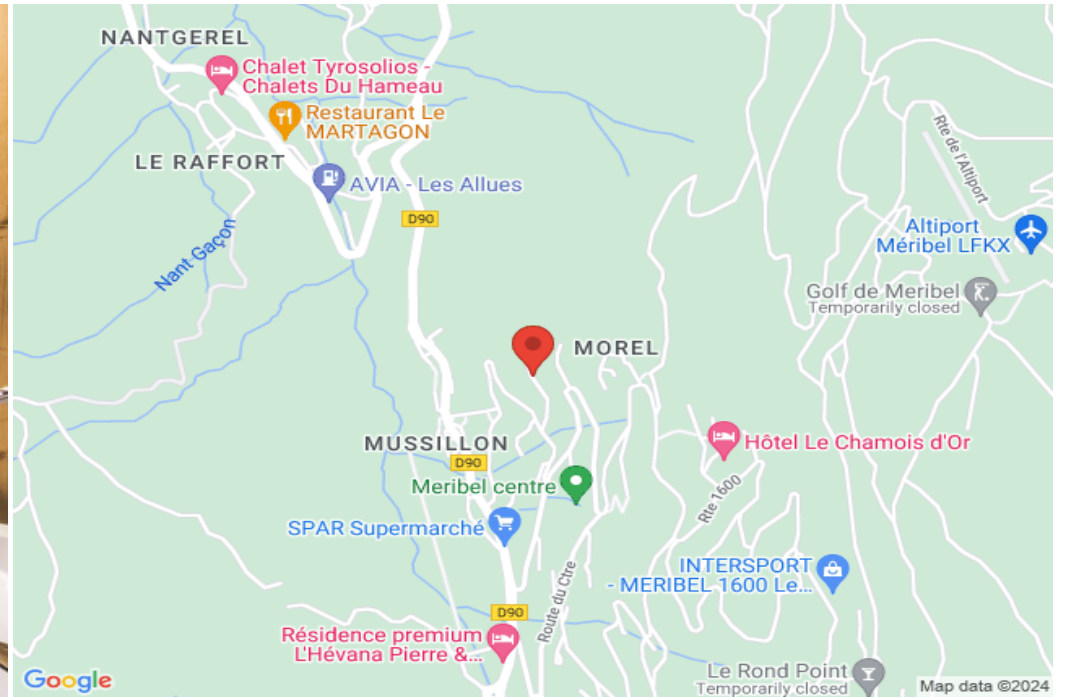 NANTGEREL
Chalet Tyrosolios -
Chalets Du Hameau
Restaurant Le
MARTAGON
LE RAFFORT
AVIA - Les Allues
D90
Nant Gaçon
Rte de l'Altiport
Altiport
Méribel LFKX
Golf de Meribel
Temporarily closed
MOREL
MUSSILLON
D90
Hôtel Le Chamois d'Or
Meribel centre
Rte 1600
SPAR Supermarché
INTERSPORT
- MERIBEL 1600 Le...
Route du Ctre
D90
Résidence premium
L'Hévana Pierre &...
Le Rond Point
Temporarily closed
Google
Map data ©2024